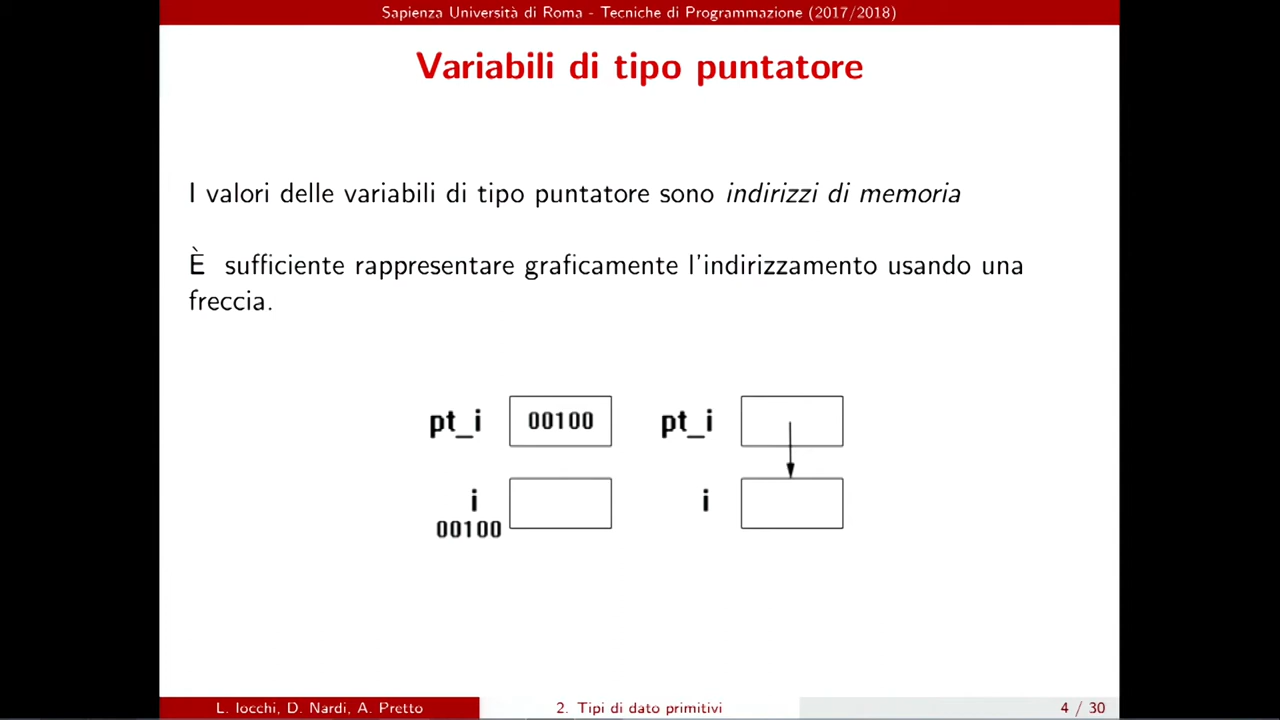 Sapienza Università di Roma - Tecniche di Programmazione (2017/2018)
Variabili di tipo puntatore
I valori delle variabili di tipo puntatore sono indirizzi di memoria
È sufficiente rappresentare graficamente l'indirizzamento usando una
freccia.
pt_i 00100 pt_i
i i
00100
L. Iocchi, D. Nardi, A. Pretto 2. Tipi di dato primitivi 4 / 30